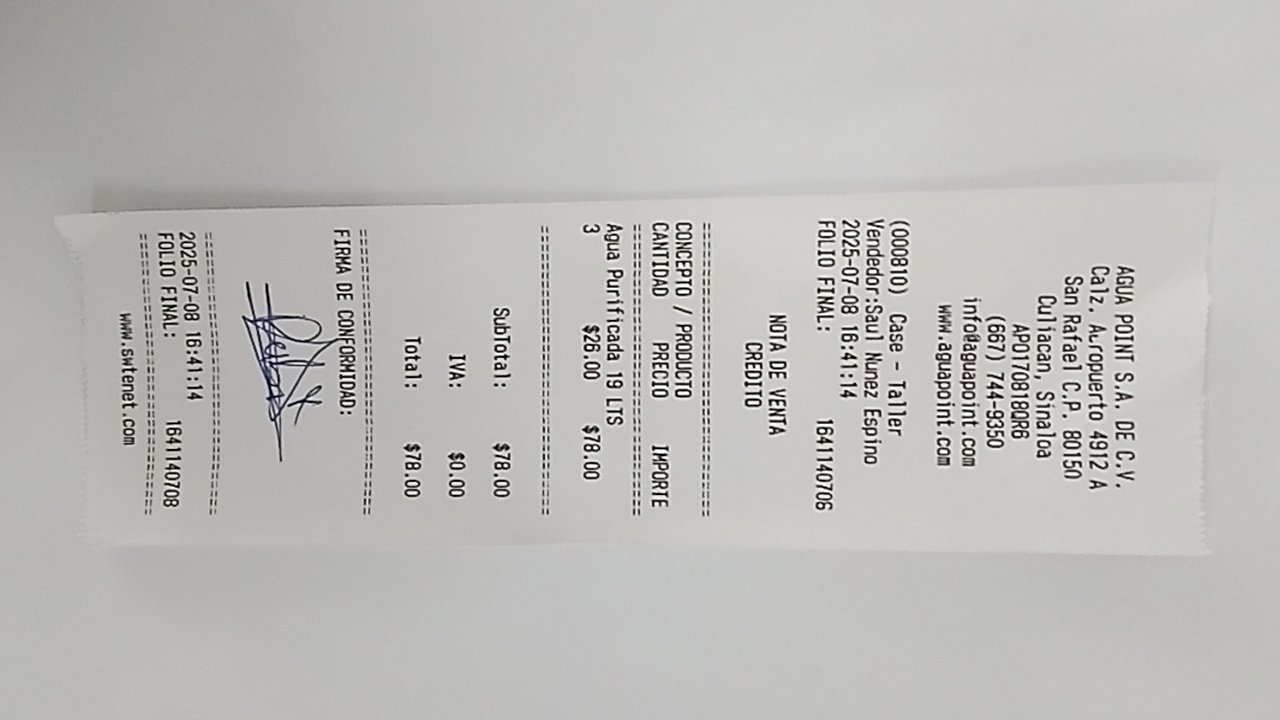 AGUA POINT S.A. DE C.V.
Calz. A.ropuerto 4912 A
San Rafael C.P. 80150
Culiacan, Sinaloa
APO170818QR6
(667) 744-9350
info@aguapoint.com
www.aguapoint.com
(000810) Case - Taller
Vendedor:Saul Nunez Espino
2025-07-08 16:41:14
FOLIO FINAL: 1641140706
NOTA DE VENTA
CREDITO
CONCEPTO / PRODUCTO
CANTIDAD PRECIO IMPORTE
Agua Purificada 19 LTS
3 $26.00 $78.00
SubTotal: $78.00
IVA: $0.00
Total: $78.00
FIRMA DE CONFORMIDAD:
2025-07-08 16:41:14
FOLIO FINAL: 1641140708
www.swtenet.com